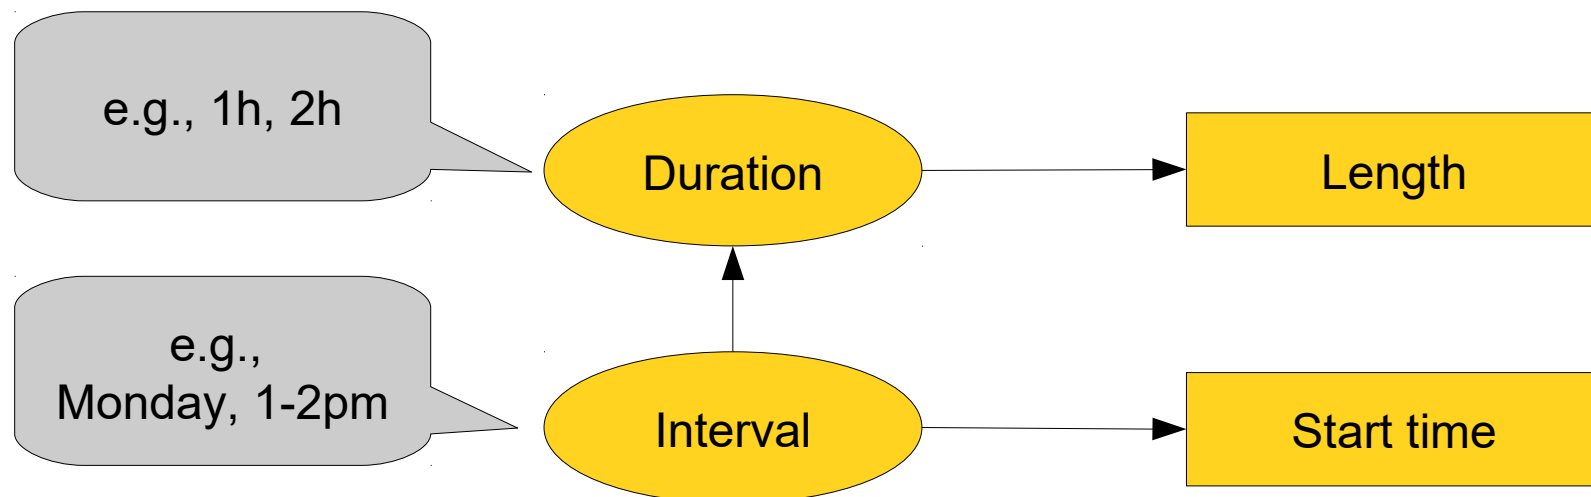 e.g., 1h, 2h
Duration
Length
e.g.,
Monday, 1-2pm
Interval
Start time